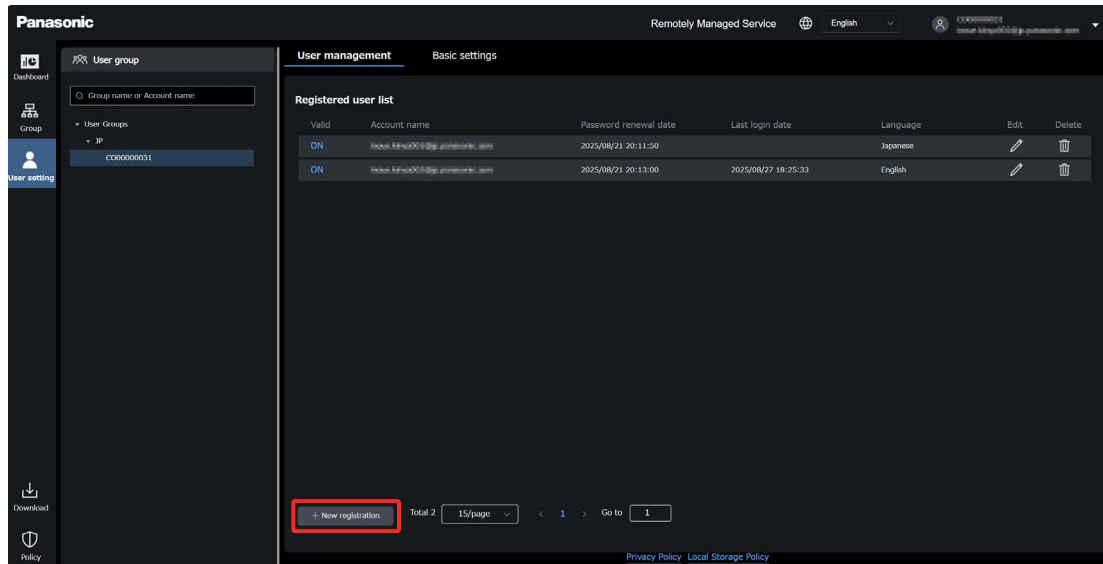 Panasonic
Remotely Managed Service
English
Dashboard
Group
User setting
Download
Policy
User group
Group name or Account name
User Groups
JP
CO00000031
User management
Basic settings
Registered user list
Valid Account name Password renewal date Last login date Language Edit Delete
ON 2025/08/21 20:11:50 Japanese
ON 2025/08/21 20:13:00 2025/08/27 18:25:33 English
+ New registration Total 2 15/page < 1 > Go to 1
Privacy Policy Local Storage Policy